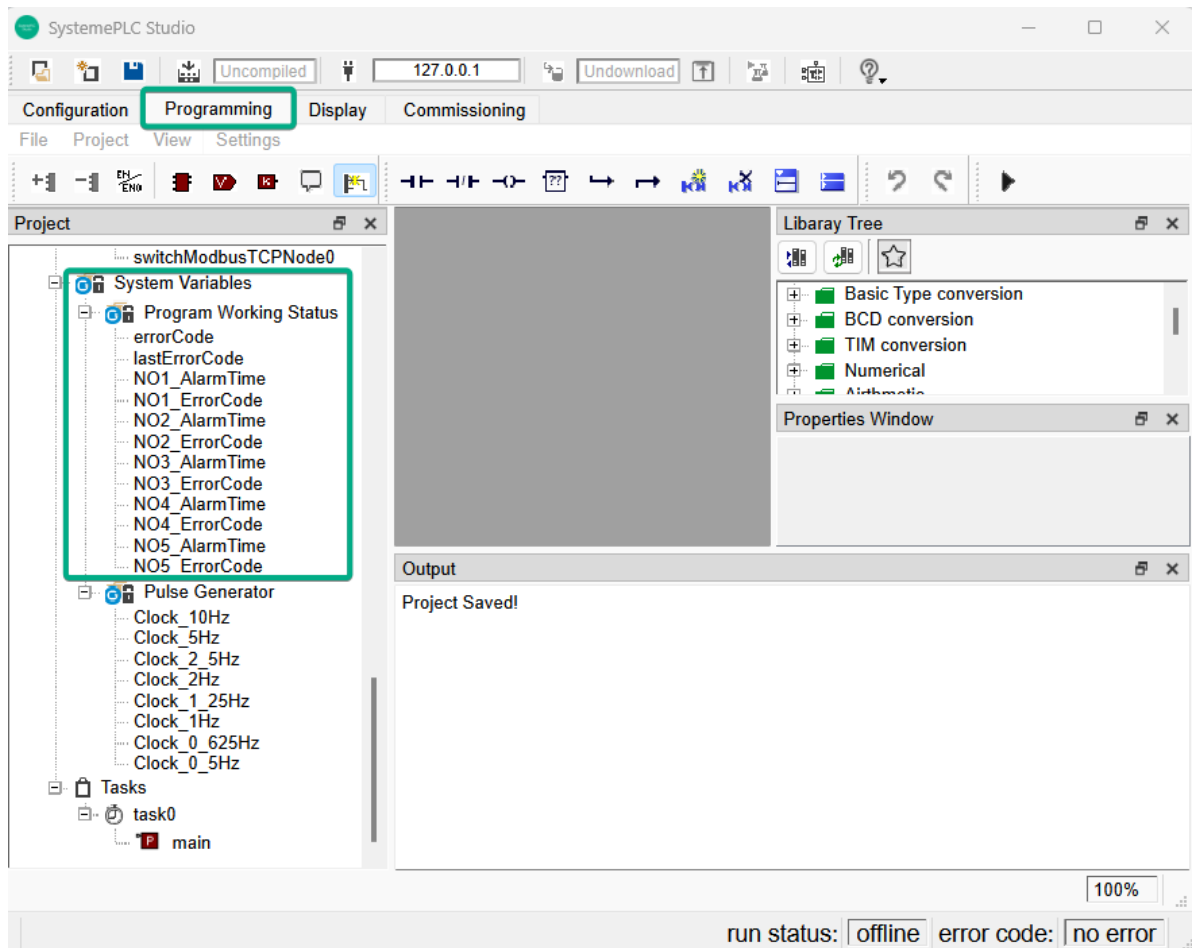 SystemePLC Studio
Uncompiled 127.0.0.1 Undownload
Configuration Programming Display Commissioning
File Project View Settings
EN/ENO V K ??
Project
switchModbusTCPNode0
System Variables
Program Working Status
errorCode
lastErrorCode
NO1_AlarmTime
NO1_ErrorCode
NO2_AlarmTime
NO2_ErrorCode
NO3_AlarmTime
NO3_ErrorCode
NO4_AlarmTime
NO4_ErrorCode
NO5_AlarmTime
NO5_ErrorCode
Pulse Generator
Clock_10Hz
Clock_5Hz
Clock_2_5Hz
Clock_2Hz
Clock_1_25Hz
Clock_1Hz
Clock_0_625Hz
Clock_0_5Hz
Tasks
task0
P main
Libaray Tree
Basic Type conversion
BCD conversion
TIM conversion
Numerical
Airthmetic
Properties Window
Output
Project Saved!
100%
run status: offline error code: no error